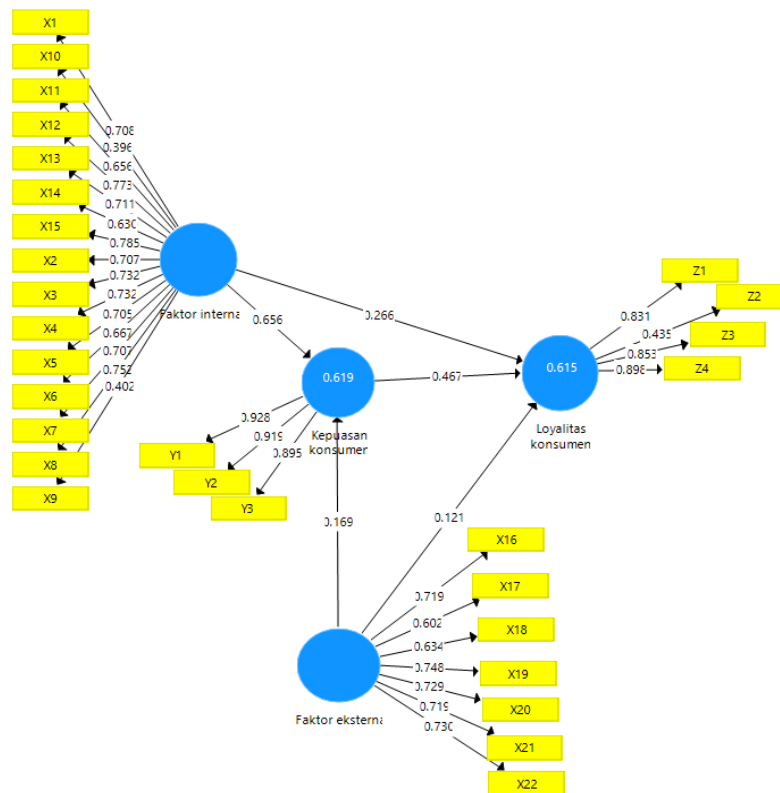 X1
X10
X11
X12
X13
X14
X15
X2
X3
X4
X5
X6
X7
X8
X9
0.708
0.396
0.656
0.773
0.711
0.630
0.785
0.707
0.732
0.732
0.705
0.667
0.707
0.752
0.402
Faktor interna
0.656
0.266
0.619
Kepuasan
konsumen
0.467
0.615
Loyalitas
konsumen
0.831
0.435
0.853
0.898
Z1
Z2
Z3
Z4
0.928
0.919
0.895
Y1
Y2
Y3
0.169
0.121
Faktor eksterna
0.719
0.602
0.634
0.748
0.729
0.719
0.730
X16
X17
X18
X19
X20
X21
X22